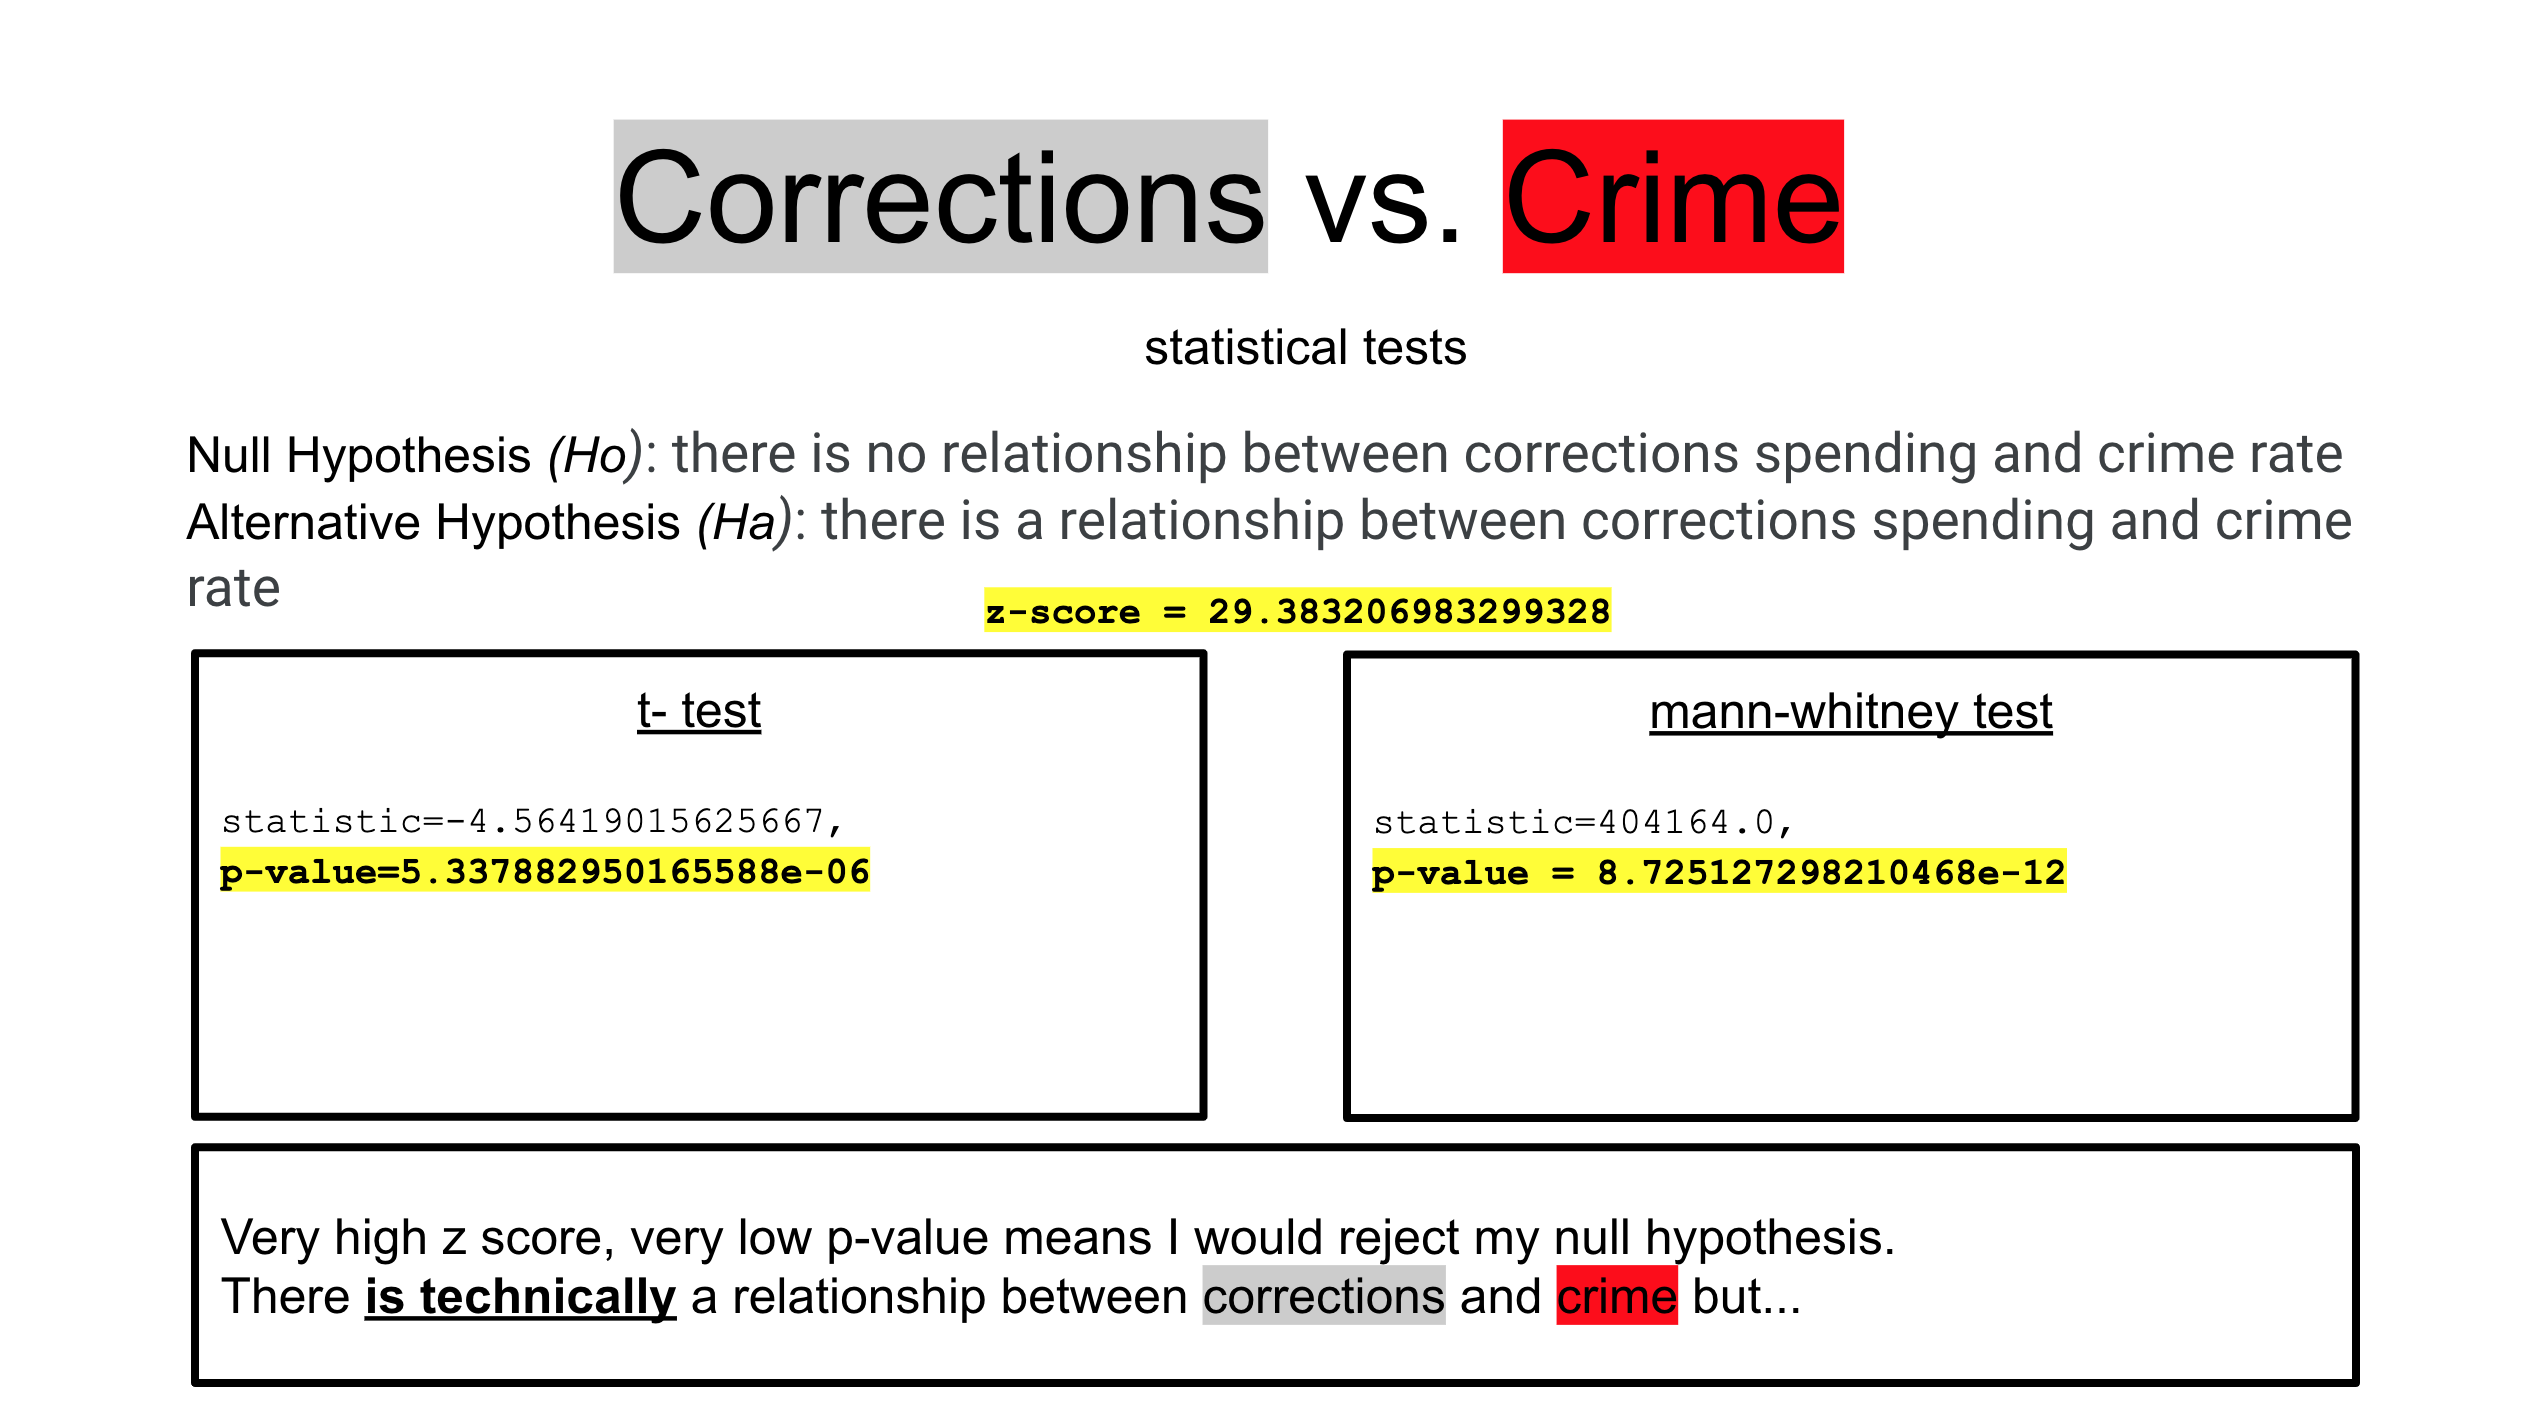 Corrections vs. Crime
statistical tests
Null Hypothesis (Ho): there is no relationship between corrections spending and crime rate
Alternative Hypothesis (Ha): there is a relationship between corrections spending and crime
rate
z-score = 29.383206983299328
t- test
statistic=-4.56419015625667,
p-value=5.337882950165588e-06
mann-whitney test
statistic=404164.0,
p-value = 8.725127298210468e-12
Very high z score, very low p-value means I would reject my null hypothesis.
There is technically a relationship between corrections and crime but...